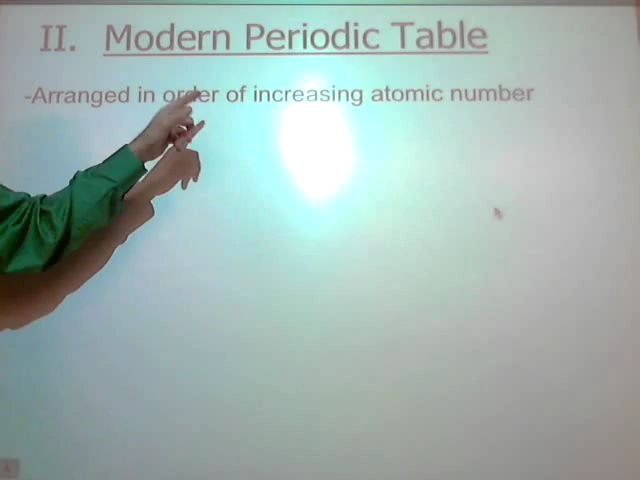 II. Modern Periodic Table
-Arranged in order of increasing atomic number